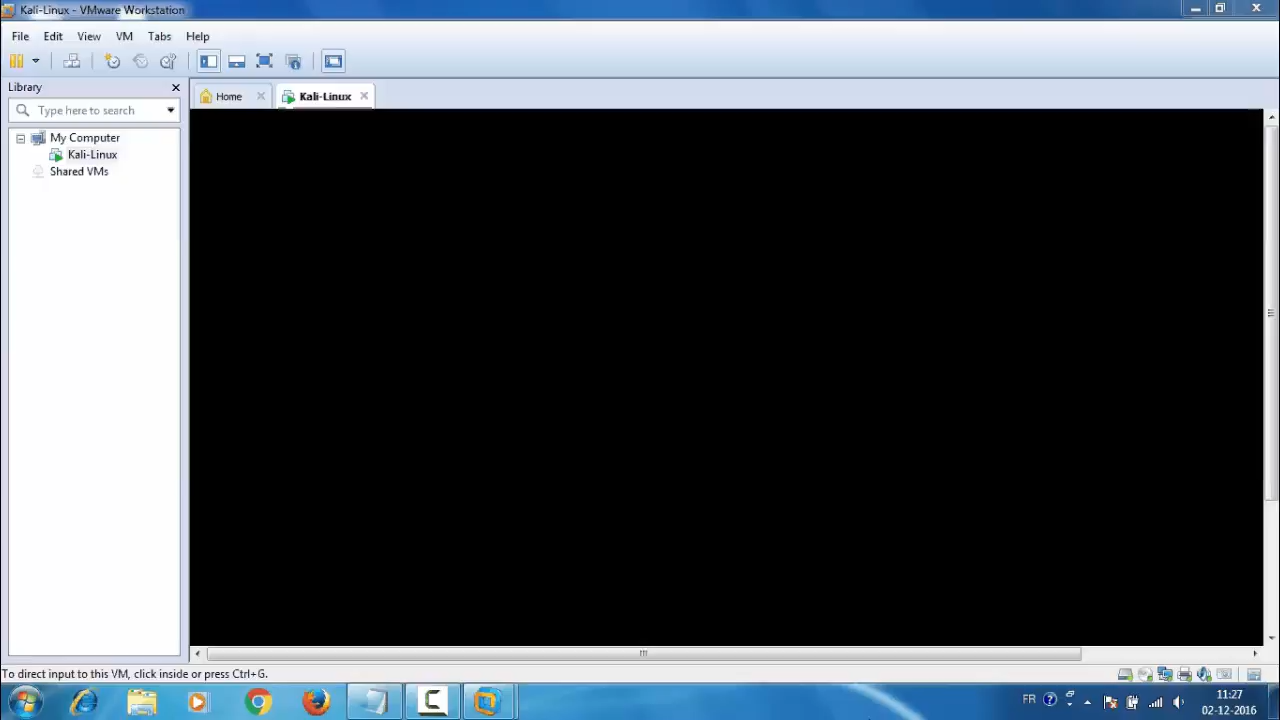 Kali-Linux - VMware Workstation
File Edit View VM Tabs Help
Library
Type here to search
My Computer
Kali-Linux
Shared VMs
Home
Kali-Linux
To direct input to this VM, click inside or press Ctrl+G.
FR
11:27
02-12-2016